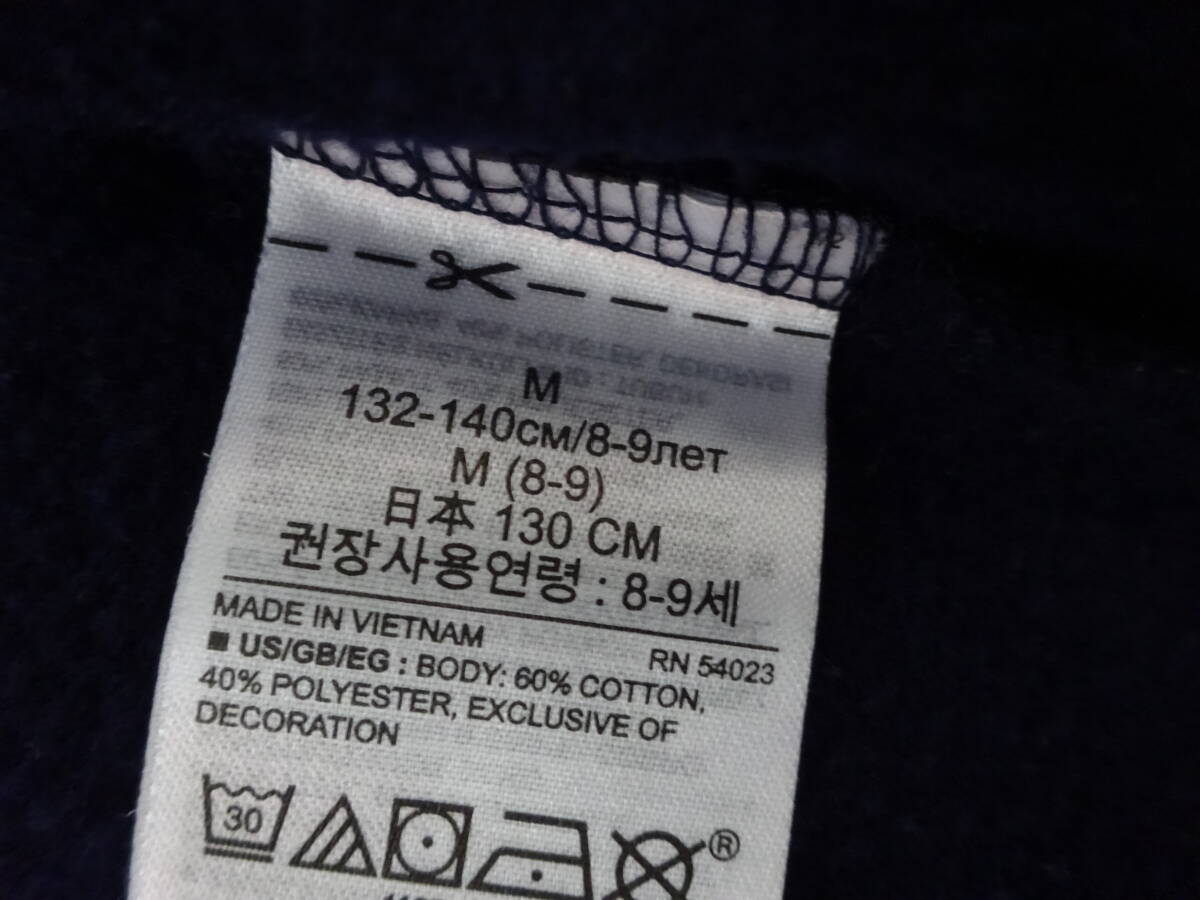 M
132-140см/8-9лет
M (8-9)
日本 130 CM
권장사용연령 : 8-9세
MADE IN VIETNAM
RN 54023
■ US/GB/EG : BODY: 60% COTTON,
40% POLYESTER, EXCLUSIVE OF
DECORATION
30
®